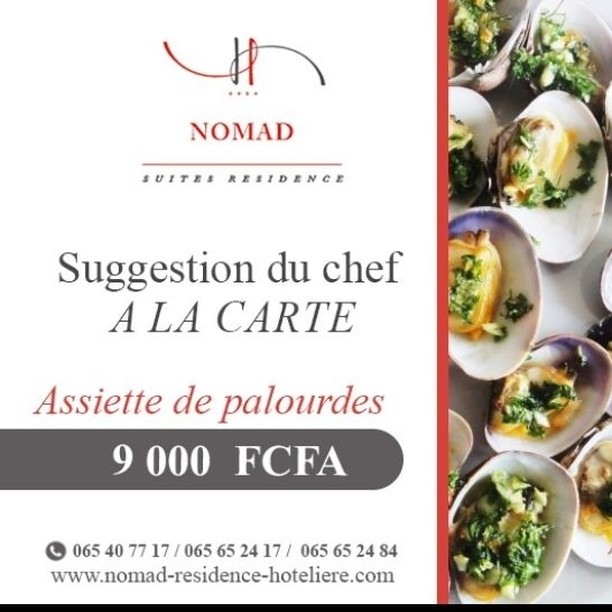 NOMAD
SUITES RESIDENCE
Suggestion du chef
A LA CARTE
Assiette de palourdes
9 000 FCFA
065 40 77 17 / 065 65 24 17 / 065 65 24 84
www.nomad-residence-hoteliere.com